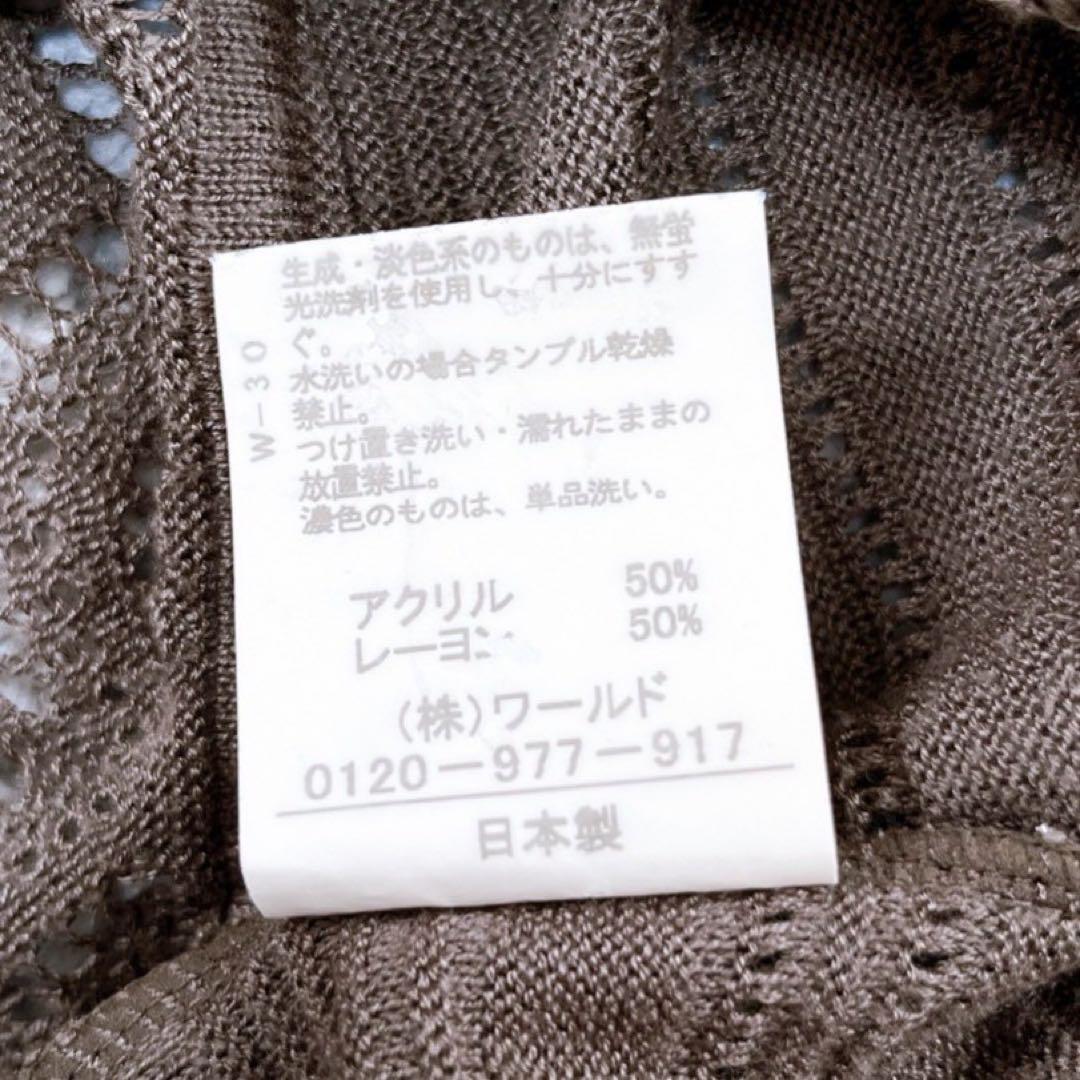 生成・淡色系のものは、無蛍
光洗剤を使用し、十分にすす
ぐ。
水洗いの場合タンブル乾燥
禁止。
つけ置き洗い・濡れたままの
放置禁止。
濃色のものは、単品洗い。
W-30
アクリル 50%
レーヨン 50%
(株)ワールド
0120-977-917
日本製